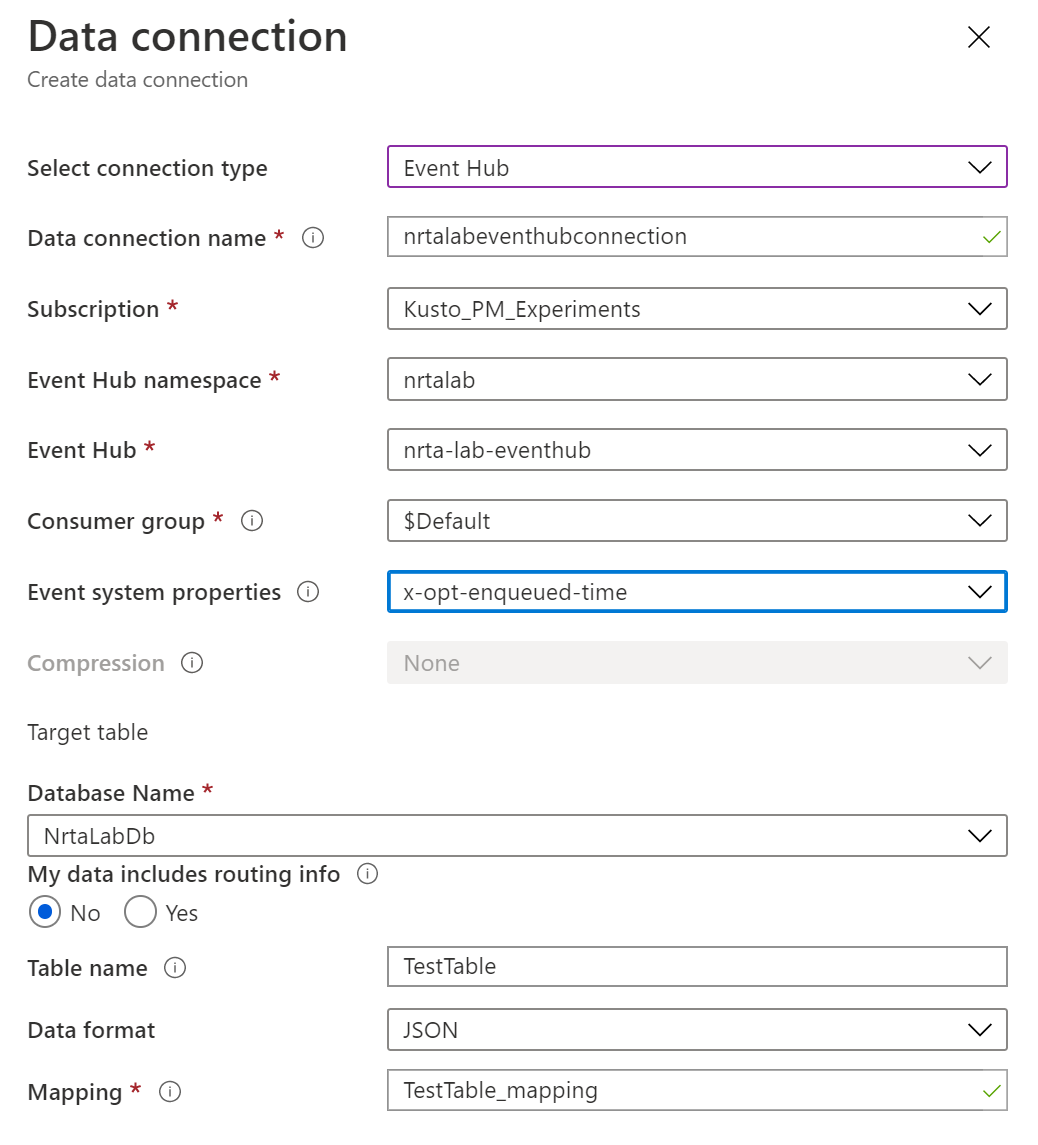 Data connection
Create data connection
Select connection type Event Hub
Data connection name * nrtalabeventhubconnection
Subscription * Kusto_PM_Experiments
Event Hub namespace * nrtalab
Event Hub * nrta-lab-eventhub
Consumer group * $Default
Event system properties x-opt-enqueued-time
Compression None
Target table
Database Name *
NrtaLabDb
My data includes routing info
No Yes
Table name TestTable
Data format JSON
Mapping * TestTable_mapping